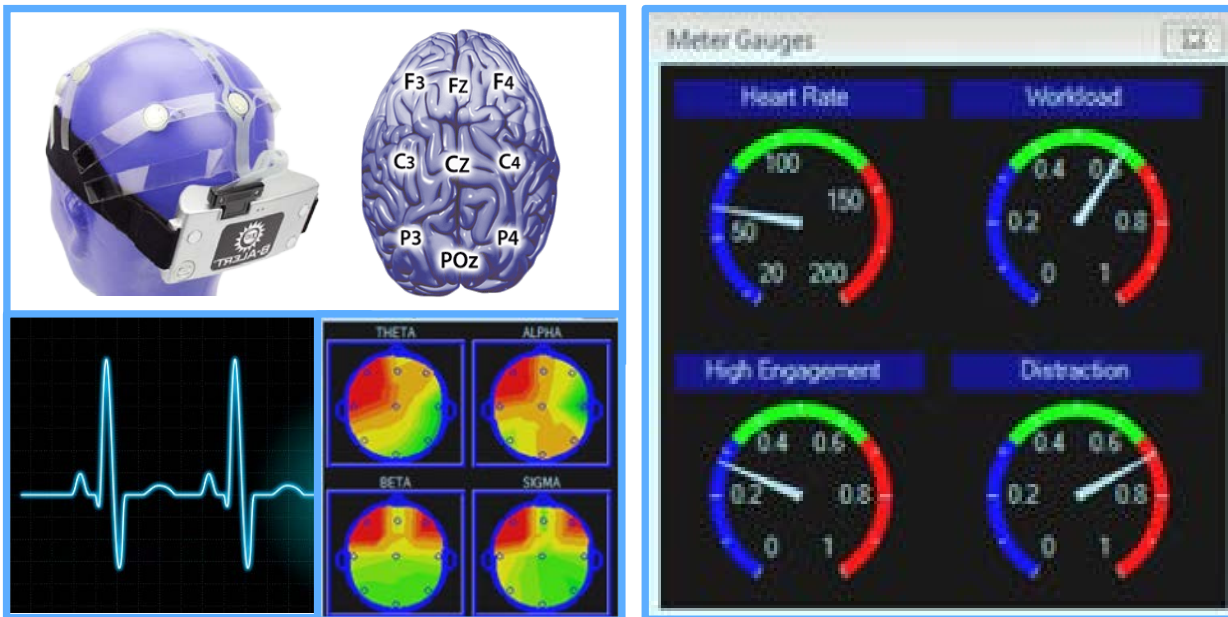 F3 Fz F4
C3 Cz C4
P3 P4
POz
B-ALERT
THETA ALPHA
BETA SIGMA
Meter Gauges
Heart Rate
100
150
50
20 200
Workload
0.4
0.2 0.8
0 1
High Engagement
0.4 0.6
0.2 0.8
0 1
Distraction
0.4 0.6
0.2 0.8
0 1